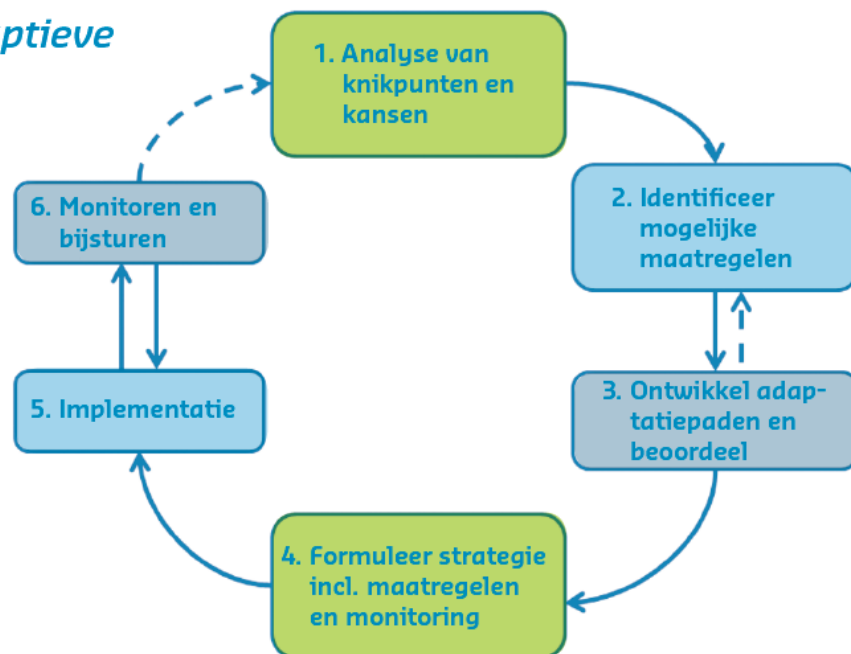 ptieve
1. Analyse van
knikpunten en
kansen
2. Identificeer
mogelijke
maatregelen
3. Ontwikkel adap-
tatiepaden en
beoordeel
4. Formuleer strategie
incl. maatregelen
en monitoring
5. Implementatie
6. Monitoren en
bijsturen